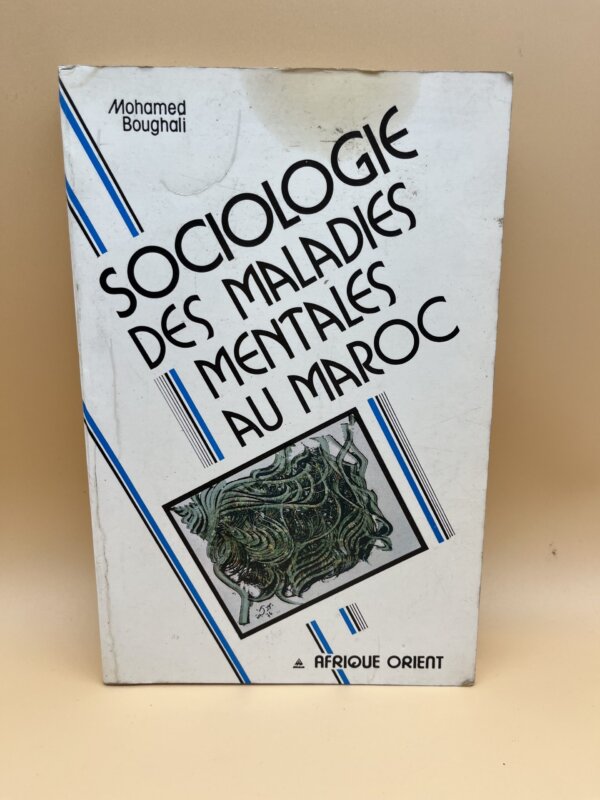 Mohamed
Boughali
SOCIOLOGIE
DES MALADIES
MENTALES
AU MAROC
AFRIQUE ORIENT